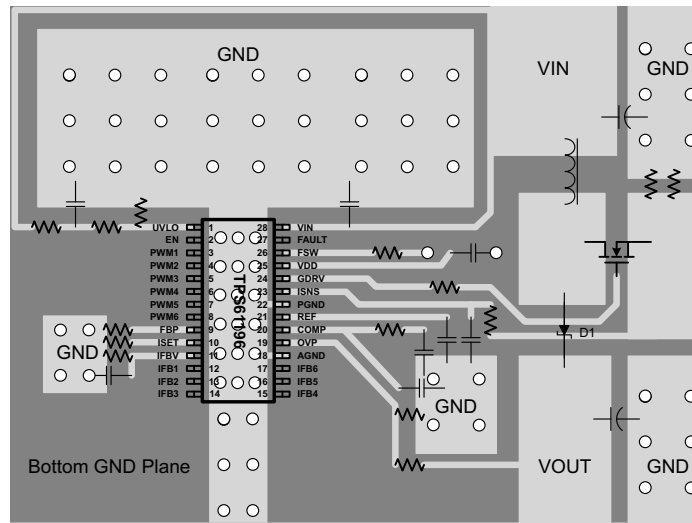 GND
VIN
GND
UVLO 1 28 VIN
EN 2 27 FAULT
PWM1 3 26 FSW
PWM2 4 25 VDD
PWM3 5 24 GDRV
PWM4 6 23 ISNS
PWM5 7 22 PGND
PWM6 8 21 REF
FBP 9 20 COMP
ISET 10 19 OVP
IFBV 11 18 AGND
IFB1 12 17 IFB6
IFB2 13 16 IFB5
IFB3 14 15 IFB4
TPS61196
D1
GND
GND
Bottom GND Plane
VOUT
GND